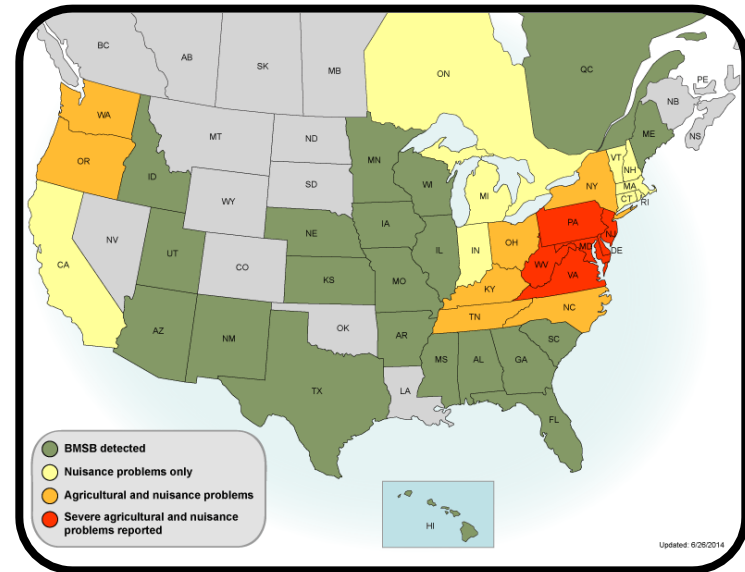 BC
AB
SK
MB
ON
QC
PE
NB
NS
WA
MT
ND
MN
ME
VT
NH
OR
ID
SD
WI
MI
NY
MA
CT
RI
WY
IA
PA
NJ
NV
NE
IL
IN
OH
MD
DE
CA
UT
CO
KS
MO
WV
VA
KY
NC
TN
AZ
NM
OK
AR
SC
MS
AL
GA
TX
LA
FL
HI
BMSB detected
Nuisance problems only
Agricultural and nuisance problems
Severe agricultural and nuisance
problems reported
Updated: 6/26/2014